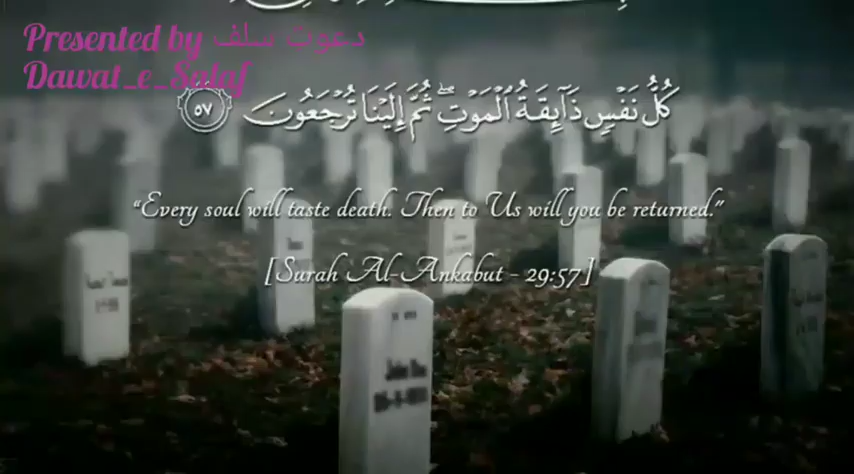 Presented by دعوت سلف
Dawat_e_Salaf
كُلُّ نَفْسٍ ذَآئِقَةُ الْمَوْتِ ۖ ثُمَّ إِلَيْنَا تُرْجَعُونَ ٥٧
“Every soul will taste death. Then to Us will you be returned.”
[Surah Al-Ankabut - 29:57]